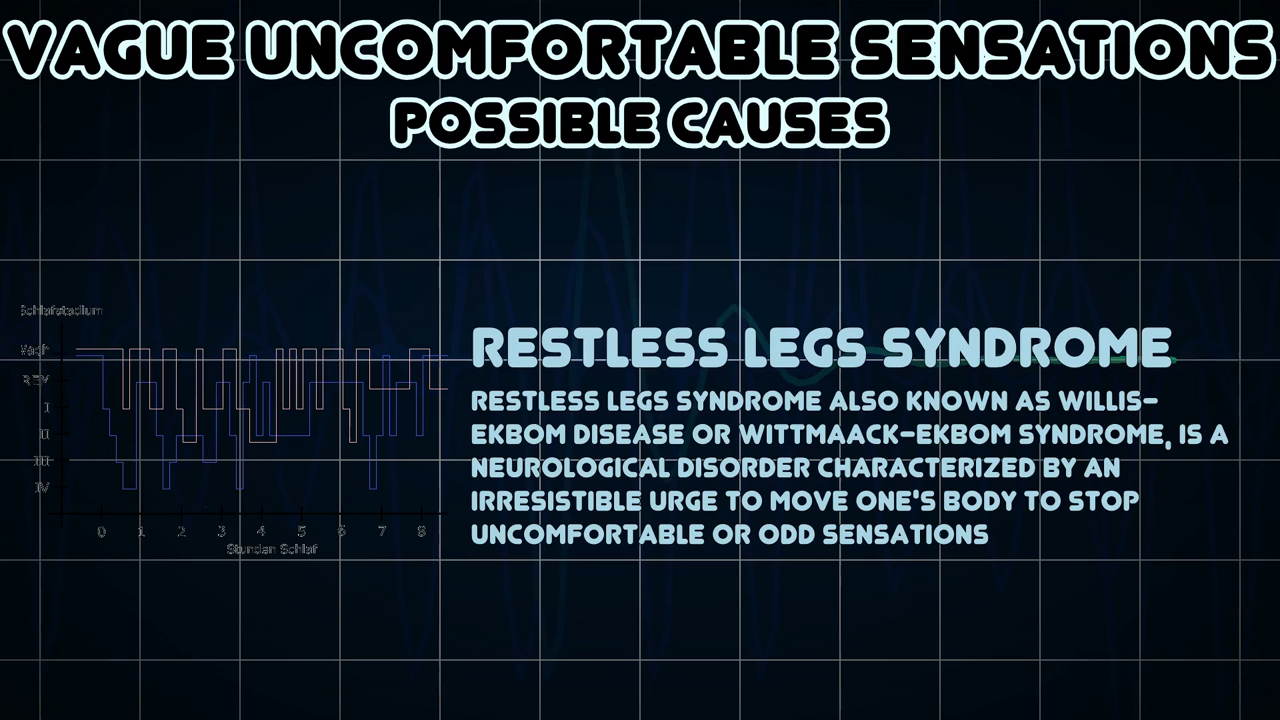 VAGUE UNCOMFORTABLE SENSATIONS
POSSIBLE CAUSES
RESTLESS LEGS SYNDROME
RESTLESS LEGS SYNDROME ALSO KNOWN AS WILLIS-
EKBOM DISEASE OR WITTMAACK-EKBOM SYNDROME, IS A
NEUROLOGICAL DISORDER CHARACTERIZED BY AN
IRRESISTIBLE URGE TO MOVE ONE'S BODY TO STOP
UNCOMFORTABLE OR ODD SENSATIONS
Schlafstadium
Wach
REM
I
II
III
IV
0 1 2 3 4 5 6 7 8
Stunden Schlaf